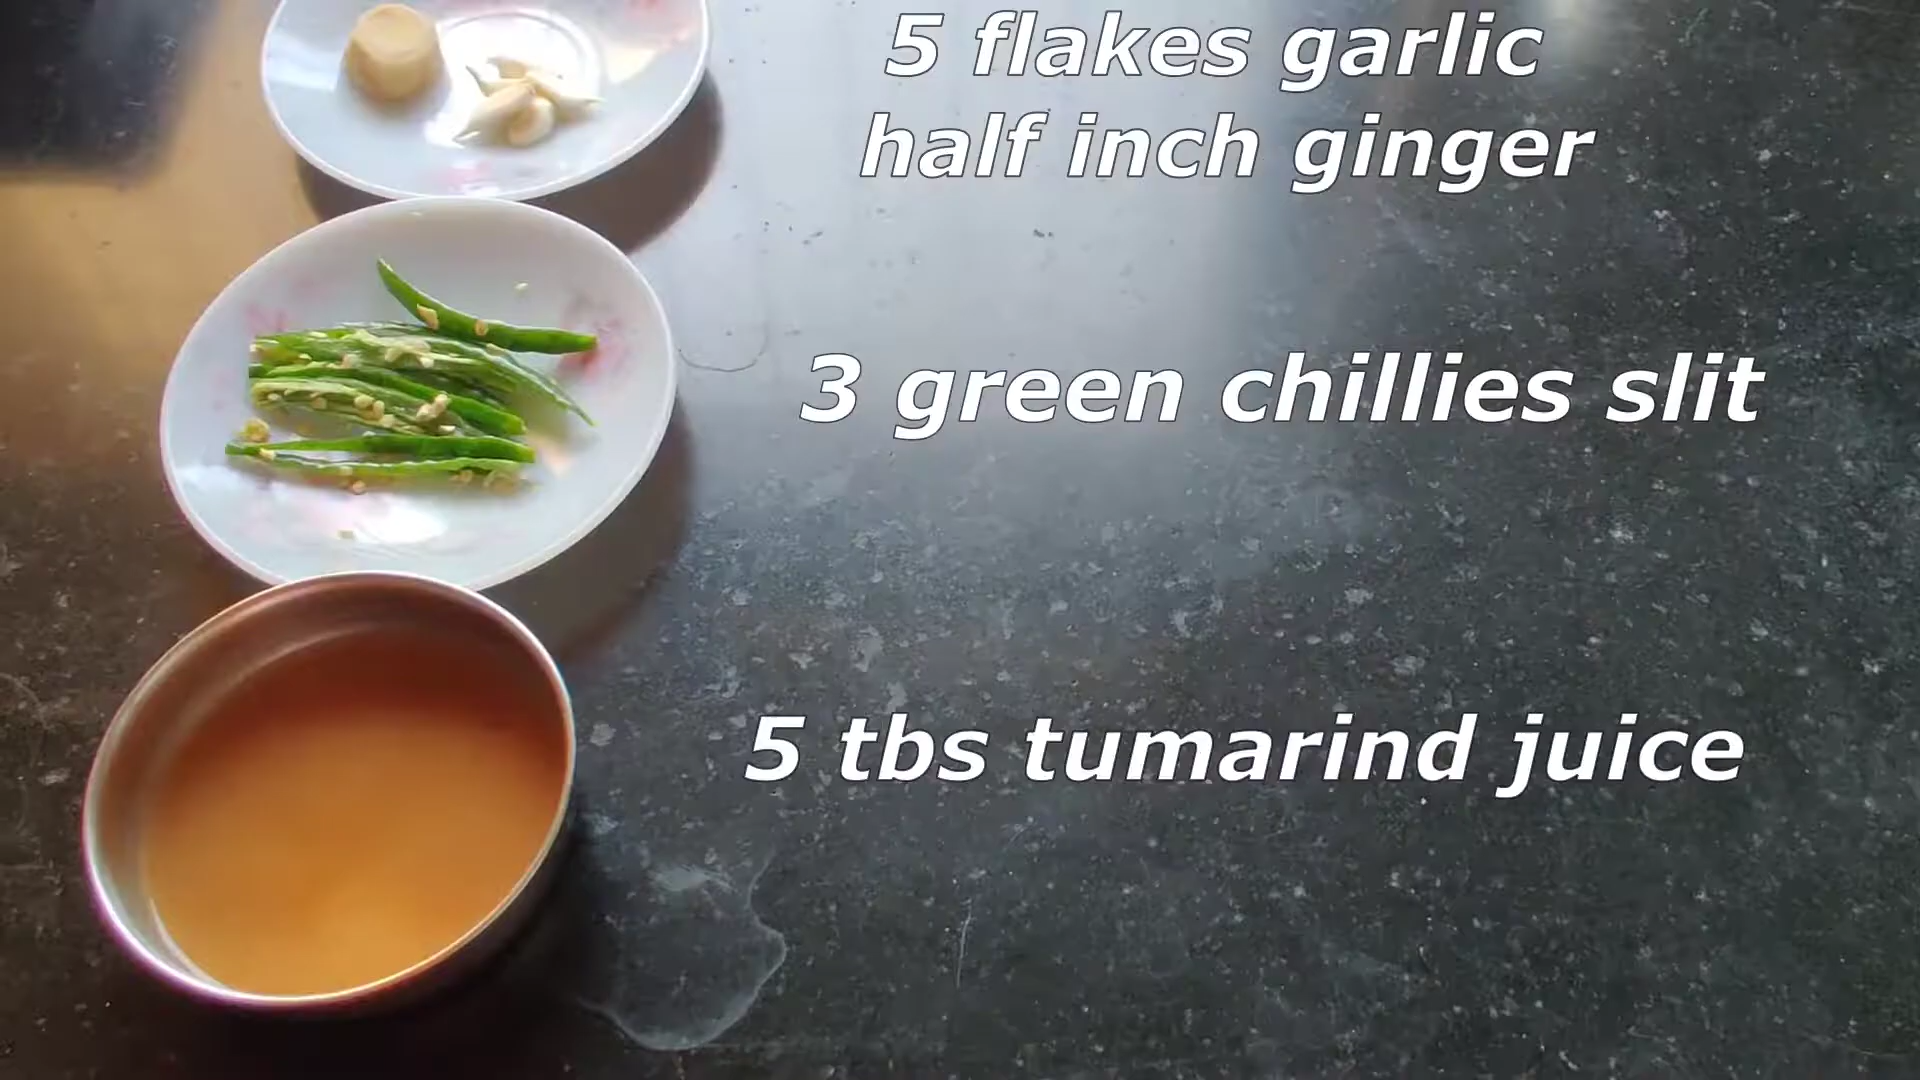 5 flakes garlic
half inch ginger
3 green chillies slit
5 tbs tumarind juice